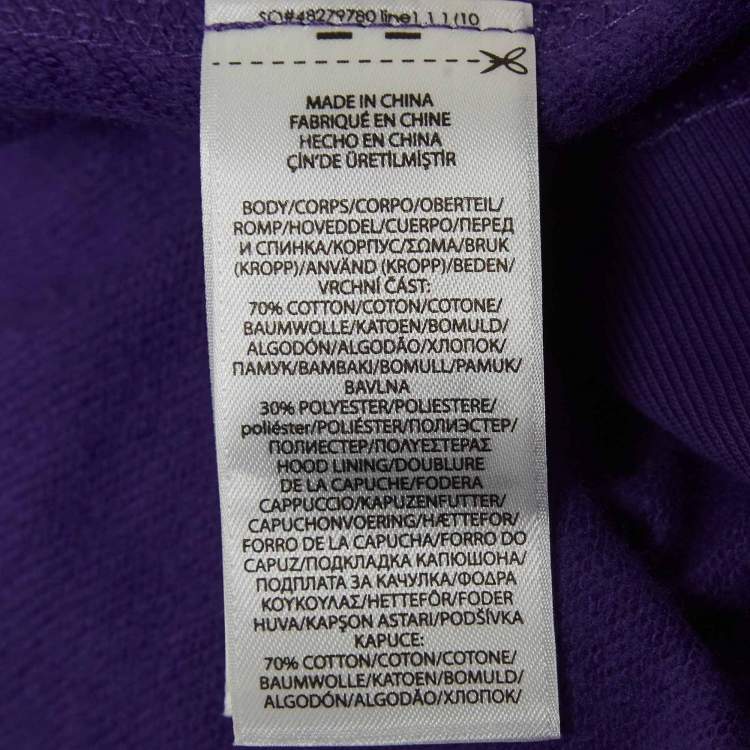 SO#48279780 line1.1.1 (10
MADE IN CHINA
FABRIQUÉ EN CHINE
HECHO EN CHINA
ÇİN'DE ÜRETİLMİŞTİR
BODY/CORPS/CORPO/OBERTEIL/
ROMP/HOVEDDEL/CUERPO/ПЕРЕД
И СПИНКА/КОРПУС/ΣΩΜΑ/BRUK
(KROPP)/ANVÄND (KROPP)/BEDEN/
VRCHNÍ ČÁST:
70% COTTON/COTON/COTONE/
BAUMWOLLE/KATOEN/BOMULD/
ALGODÓN/ALGODÃO/ХЛОПОК/
ПАМУК/ΒΑΜΒΑΚΙ/BOMULL/PAMUK/
BAVLNA
30% POLYESTER/POLIESTERE/
poliéster/POLIÉSTER/ПОЛИЭСТЕР/
ПОЛИЕСТЕР/ΠΟΛΥΕΣΤΕΡΑΣ
HOOD LINING/DOUBLURE
DE LA CAPUCHE/FODERA
CAPPUCCIO/KAPUZENFUTTER/
CAPUCHONVOERING/HÆTTEFOR/
FORRO DE LA CAPUCHA/FORRO DO
CAPUZ/ПОДКЛАДКА КАПЮШОНА/
ПОДПЛАТА ЗА КАЧУЛКА/ΦΟΔΡΑ
ΚΟΥΚΟΥΛΑΣ/HETTEFÔR/FODER
HUVA/KAPŞON ASTARI/PODŠÍVKA
KAPUCE:
70% COTTON/COTON/COTONE/
BAUMWOLLE/KATOEN/BOMULD/
ALGODÓN/ALGODÃO/ХЛОПОК/